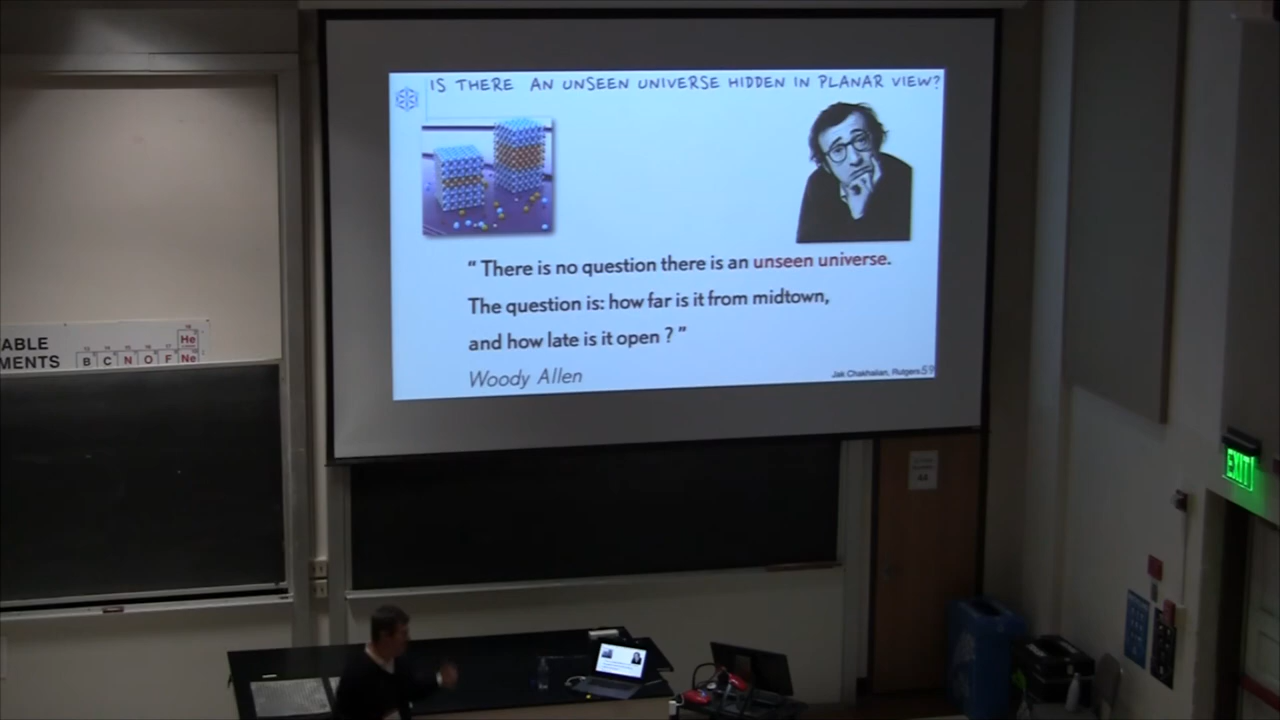 IS THERE AN UNSEEN UNIVERSE HIDDEN IN PLANAR VIEW?
“ There is no question there is an unseen universe.
The question is: how far is it from midtown,
and how late is it open ? ”
Woody Allen
Jak Chakhalian, Rutgers 59
ABLE
MENTS
He
B C N O F Ne
EXIT